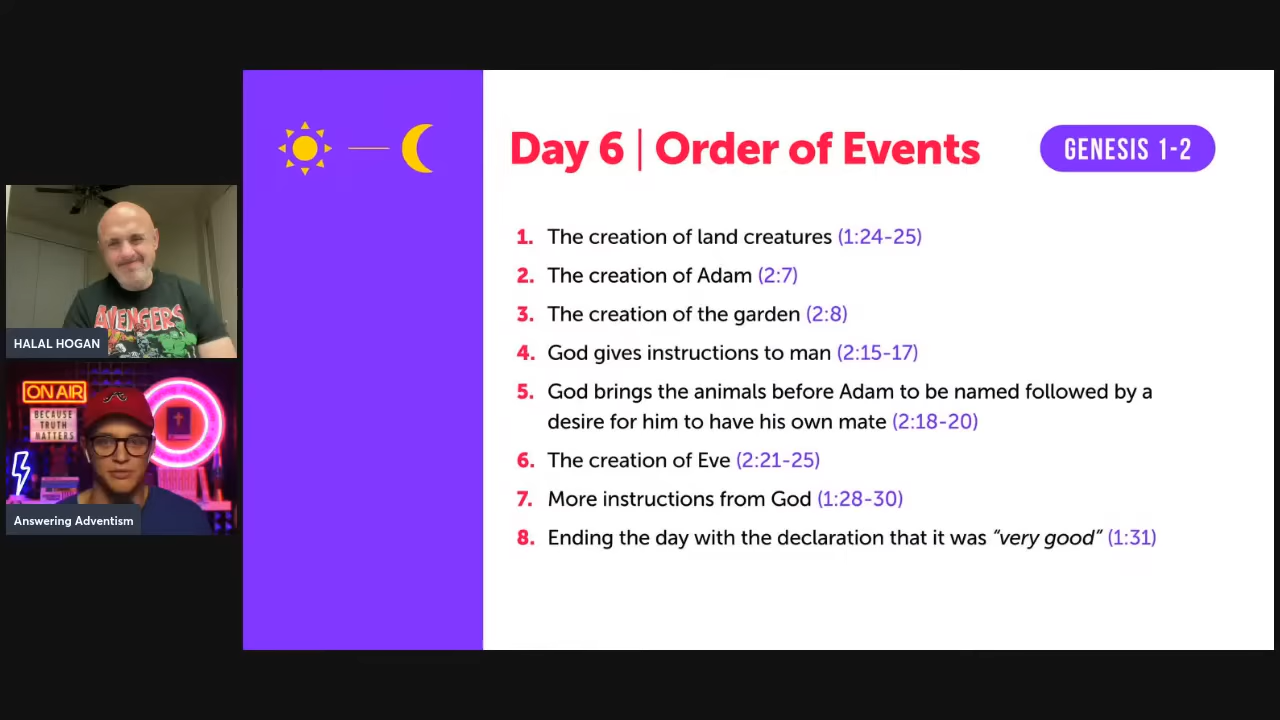 Day 6 | Order of Events
GENESIS 1-2
1. The creation of land creatures (1:24-25)
2. The creation of Adam (2:7)
3. The creation of the garden (2:8)
4. God gives instructions to man (2:15-17)
5. God brings the animals before Adam to be named followed by a
desire for him to have his own mate (2:18-20)
6. The creation of Eve (2:21-25)
7. More instructions from God (1:28-30)
8. Ending the day with the declaration that it was “very good” (1:31)
AVENGERS
HALAL HOGAN
ON AIR
BECAUSE
TRUTH
MATTERS
Answering Adventism